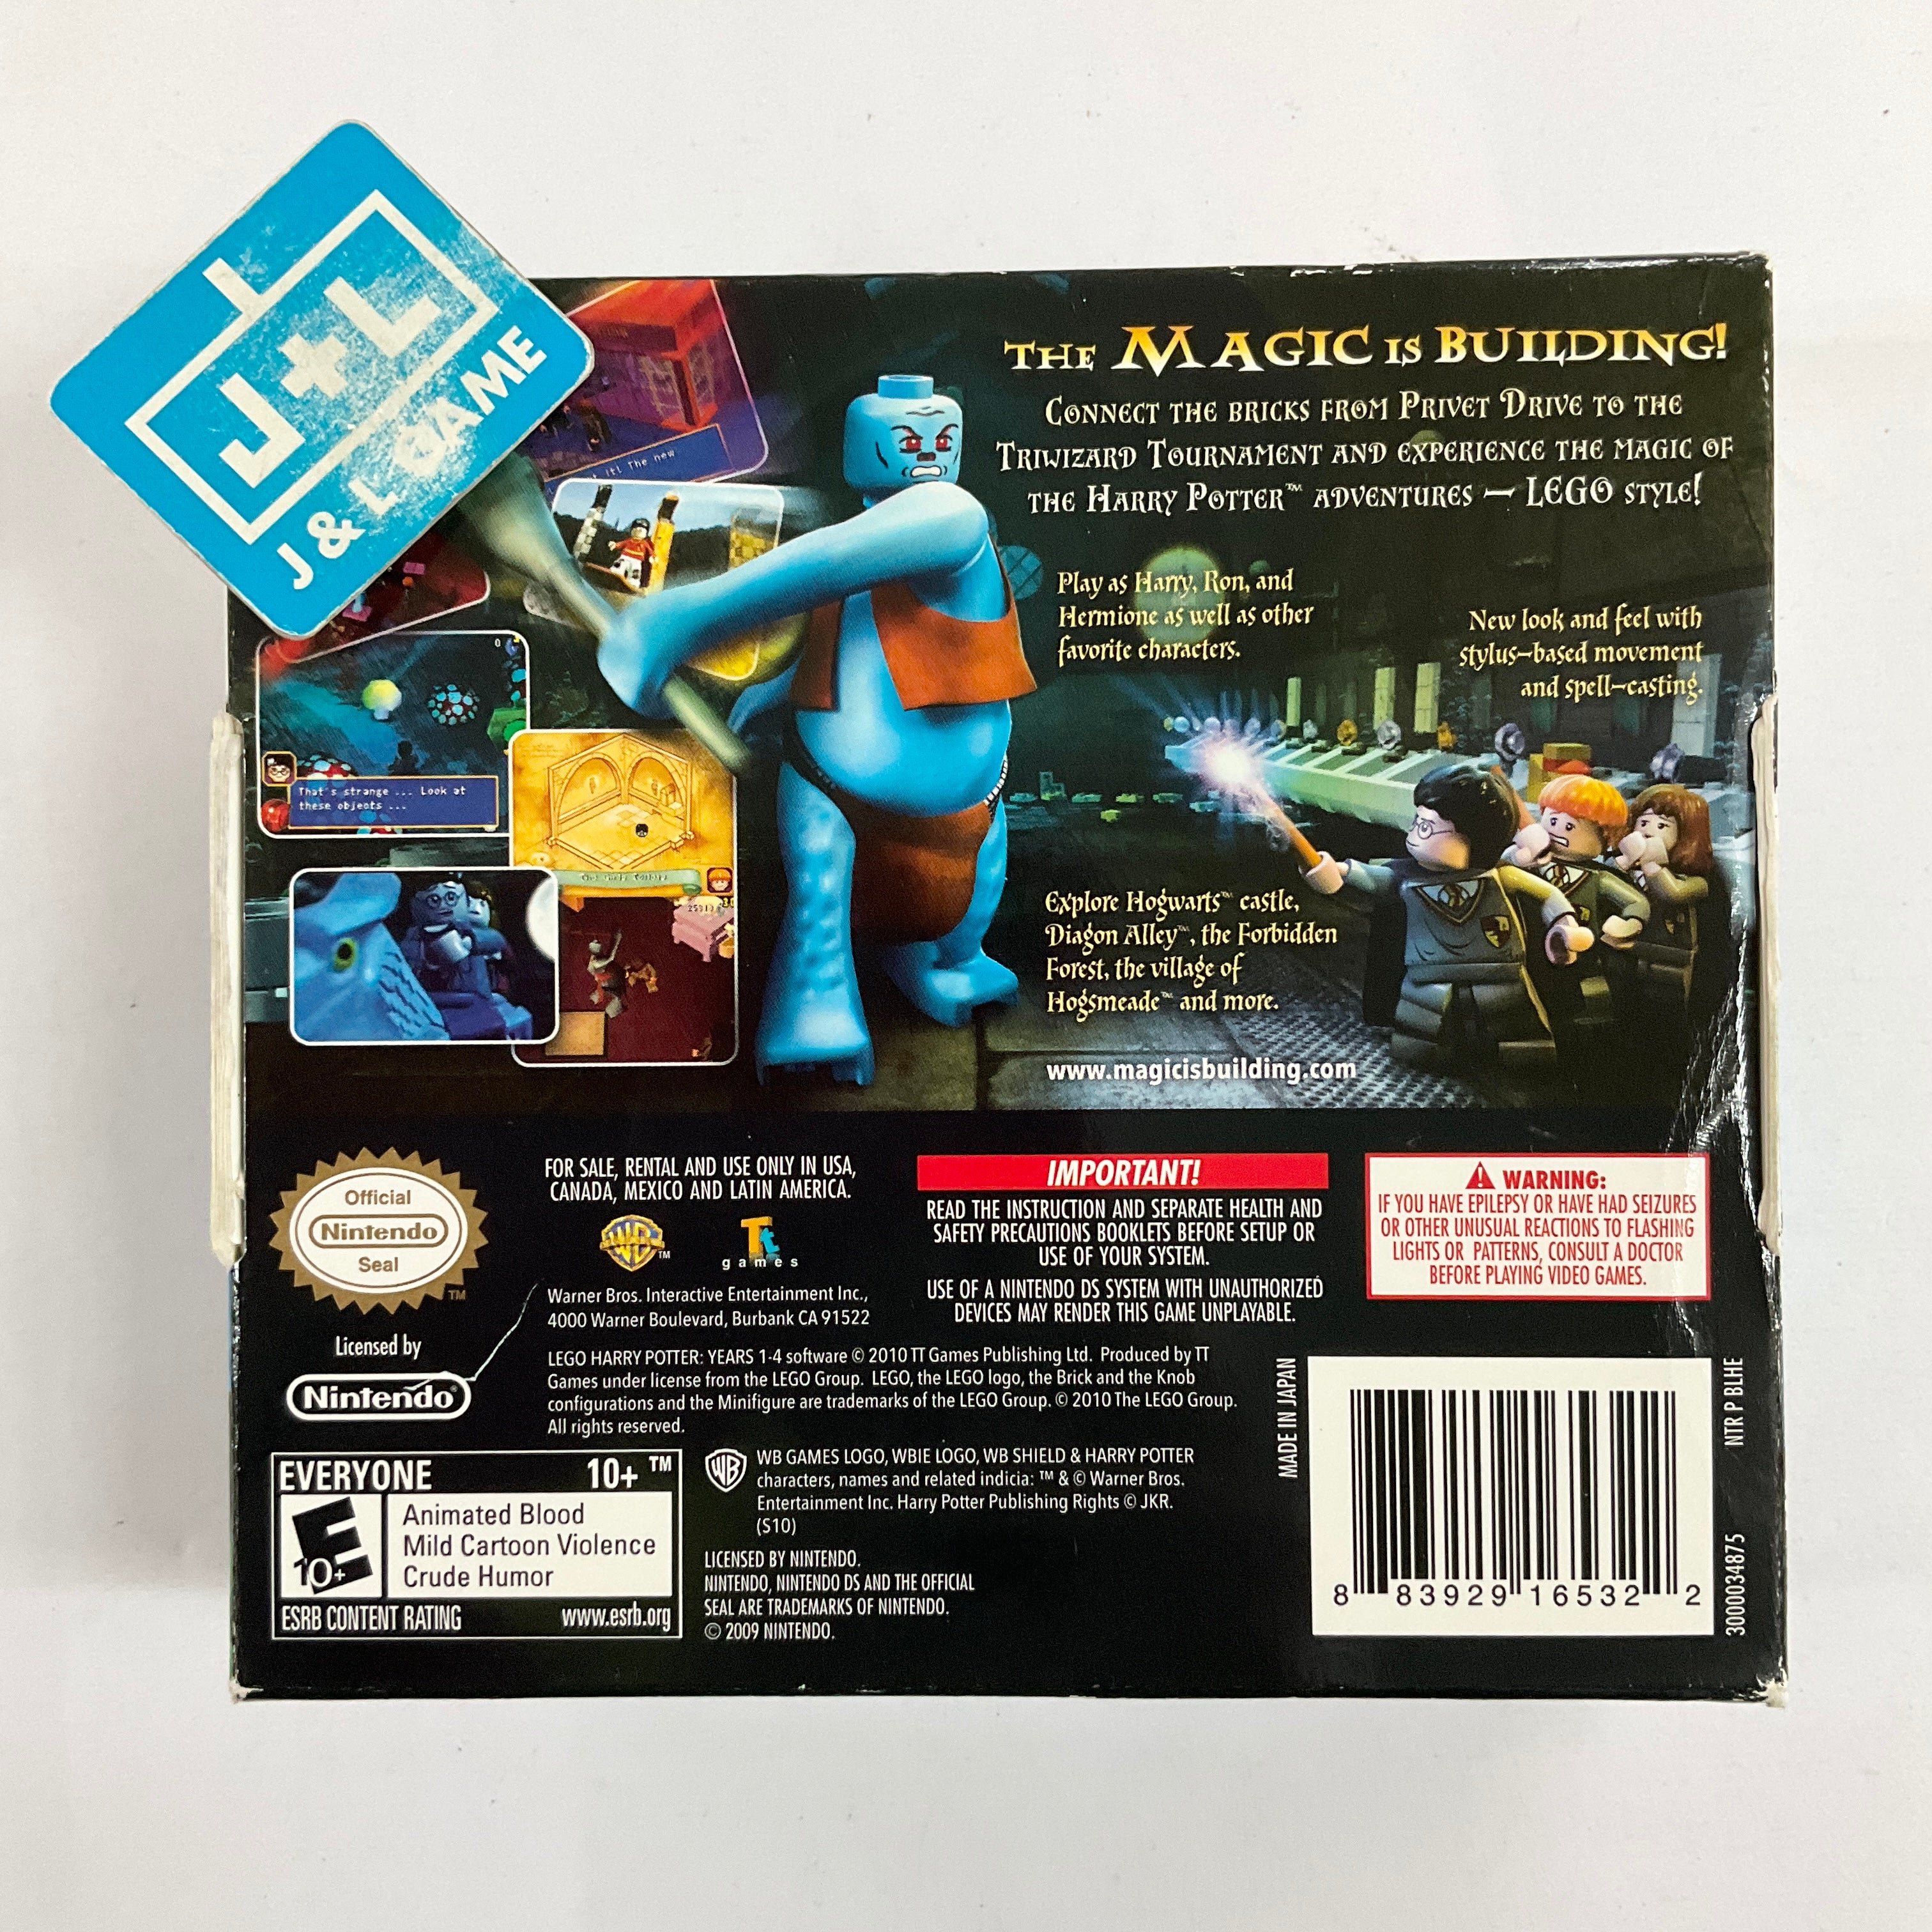 J+L
J & L GAME
it! The new
THE MAGIC IS BUILDING!
CONNECT THE BRICKS FROM PRIVET DRIVE TO THE
TRIWIZARD TOURNAMENT AND EXPERIENCE THE MAGIC OF
THE HARRY POTTER™ ADVENTURES — LEGO STYLE!
Play as Harry, Ron, and
Hermione as well as other
favorite characters.
New look and feel with
stylus-based movement
and spell-casting.
0
That's strange ... Look at
these objects ...
Explore Hogwarts™ castle,
Diagon Alley™, the Forbidden
Forest, the village of
Hogsmeade™ and more.
www.magicisbuilding.com
Official
Nintendo
Seal
TM
Licensed by
Nintendo®
FOR SALE, RENTAL AND USE ONLY IN USA,
CANADA, MEXICO AND LATIN AMERICA.
WB TM
Tt
games
Warner Bros. Interactive Entertainment Inc.,
4000 Warner Boulevard, Burbank CA 91522
IMPORTANT!
READ THE INSTRUCTION AND SEPARATE HEALTH AND
SAFETY PRECAUTIONS BOOKLETS BEFORE SETUP OR
USE OF YOUR SYSTEM.
USE OF A NINTENDO DS SYSTEM WITH UNAUTHORIZED
DEVICES MAY RENDER THIS GAME UNPLAYABLE.
WARNING:
IF YOU HAVE EPILEPSY OR HAVE HAD SEIZURES
OR OTHER UNUSUAL REACTIONS TO FLASHING
LIGHTS OR PATTERNS, CONSULT A DOCTOR
BEFORE PLAYING VIDEO GAMES.
LEGO HARRY POTTER: YEARS 1-4 software © 2010 TT Games Publishing Ltd. Produced by TT
Games under license from the LEGO Group. LEGO, the LEGO logo, the Brick and the Knob
configurations and the Minifigure are trademarks of the LEGO Group. © 2010 The LEGO Group.
All rights reserved.
WB
WB GAMES LOGO, WBIE LOGO, WB SHIELD & HARRY POTTER
characters, names and related indicia: ™ & © Warner Bros.
Entertainment Inc. Harry Potter Publishing Rights © JKR.
(S10)
LICENSED BY NINTENDO.
NINTENDO, NINTENDO DS AND THE OFFICIAL
SEAL ARE TRADEMARKS OF NINTENDO.
© 2009 NINTENDO.
EVERYONE 10+ ™
E
10+
Animated Blood
Mild Cartoon Violence
Crude Humor
ESRB CONTENT RATING www.esrb.org
MADE IN JAPAN
8 83929 16532 2
NTR P BLHE
3000034875